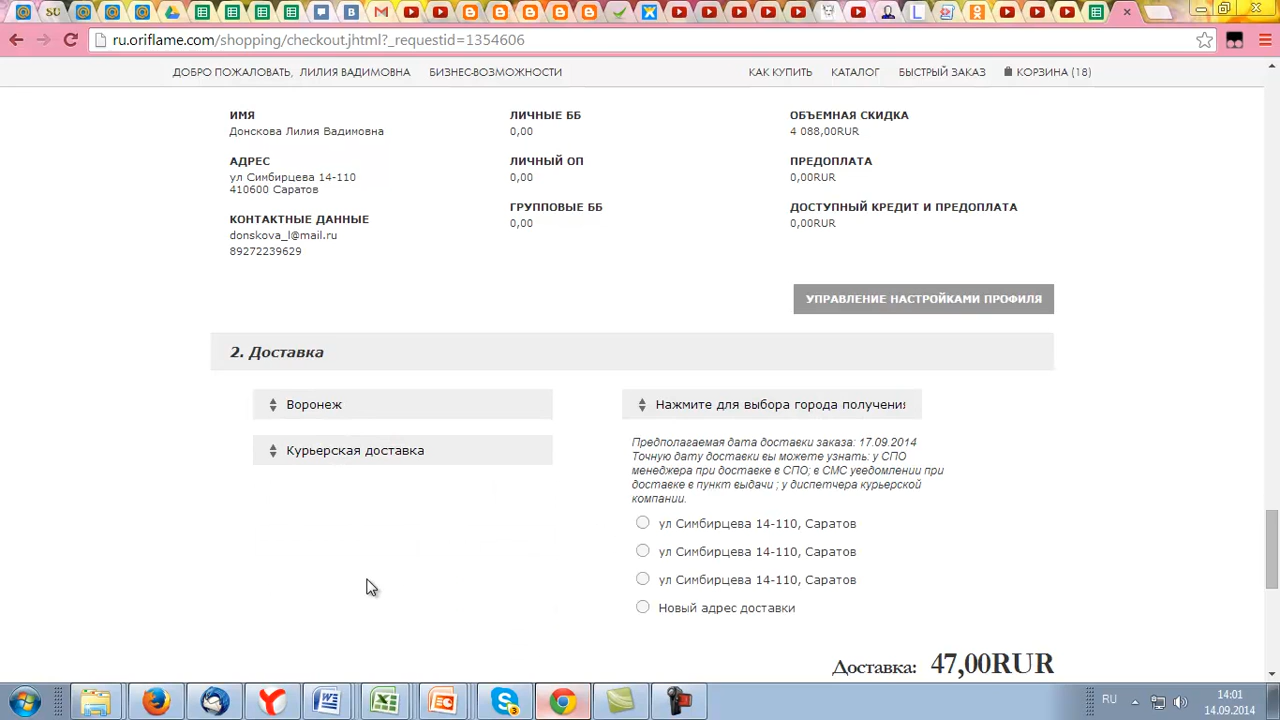 ru.oriflame.com/shopping/checkout.jhtml?_requestid=1354606
ДОБРО ПОЖАЛОВАТЬ, ЛИЛИЯ ВАДИМОВНА БИЗНЕС-ВОЗМОЖНОСТИ КАК КУПИТЬ КАТАЛОГ БЫСТРЫЙ ЗАКАЗ КОРЗИНА (18)
ИМЯ
Донскова Лилия Вадимовна
АДРЕС
ул Симбирцева 14-110
410600 Саратов
КОНТАКТНЫЕ ДАННЫЕ
donskova_l@mail.ru
89272239629
ЛИЧНЫЕ ББ
0,00
ЛИЧНЫЙ ОП
0,00
ГРУППОВЫЕ ББ
0,00
ОБЪЕМНАЯ СКИДКА
4 088,00RUR
ПРЕДОПЛАТА
0,00RUR
ДОСТУПНЫЙ КРЕДИТ И ПРЕДОПЛАТА
0,00RUR
УПРАВЛЕНИЕ НАСТРОЙКАМИ ПРОФИЛЯ
2. Доставка
Воронеж
Курьерская доставка
Нажмите для выбора города получени
Предполагаемая дата доставки заказа: 17.09.2014
Точную дату доставки вы можете узнать: у СПО
менеджера при доставке в СПО; в СМС уведомлении при
доставке в пункт выдачи ; у диспетчера курьерской
компании.
ул Симбирцева 14-110, Саратов
ул Симбирцева 14-110, Саратов
ул Симбирцева 14-110, Саратов
Новый адрес доставки
Доставка: 47,00RUR
RU
14:01
14.09.2014